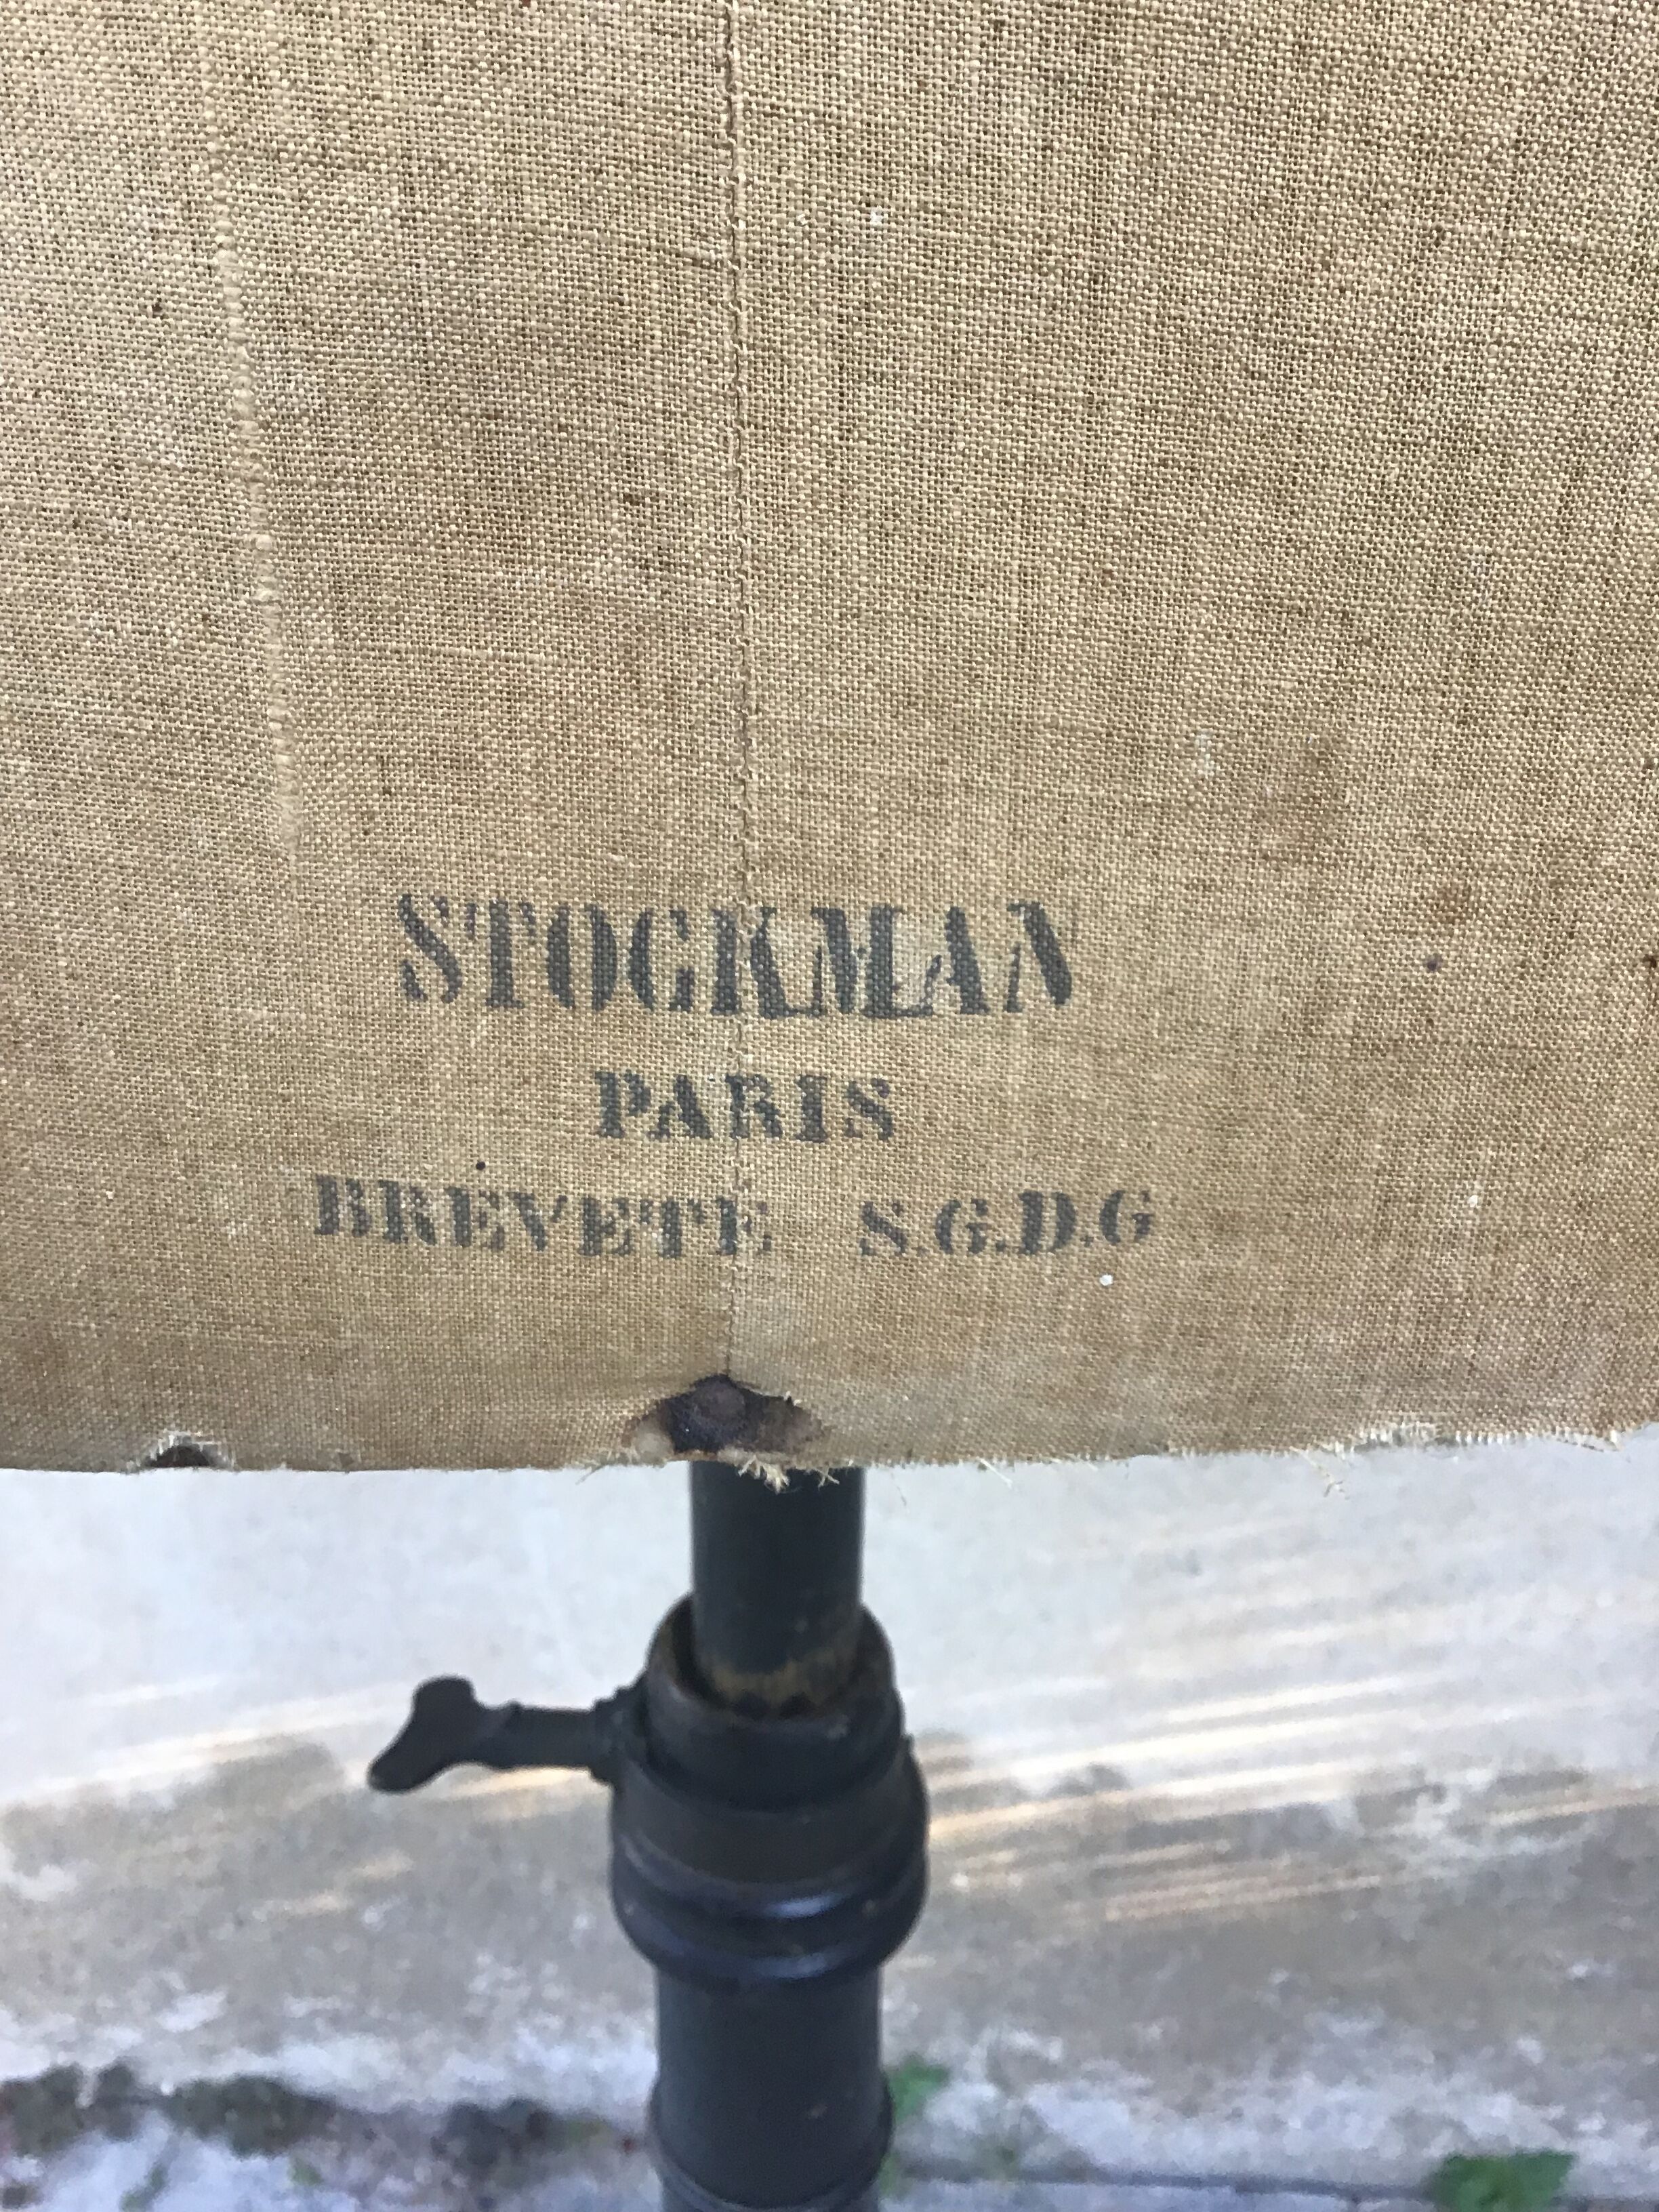 STOCKMAN
PARIS
BREVETE S.G.D.G